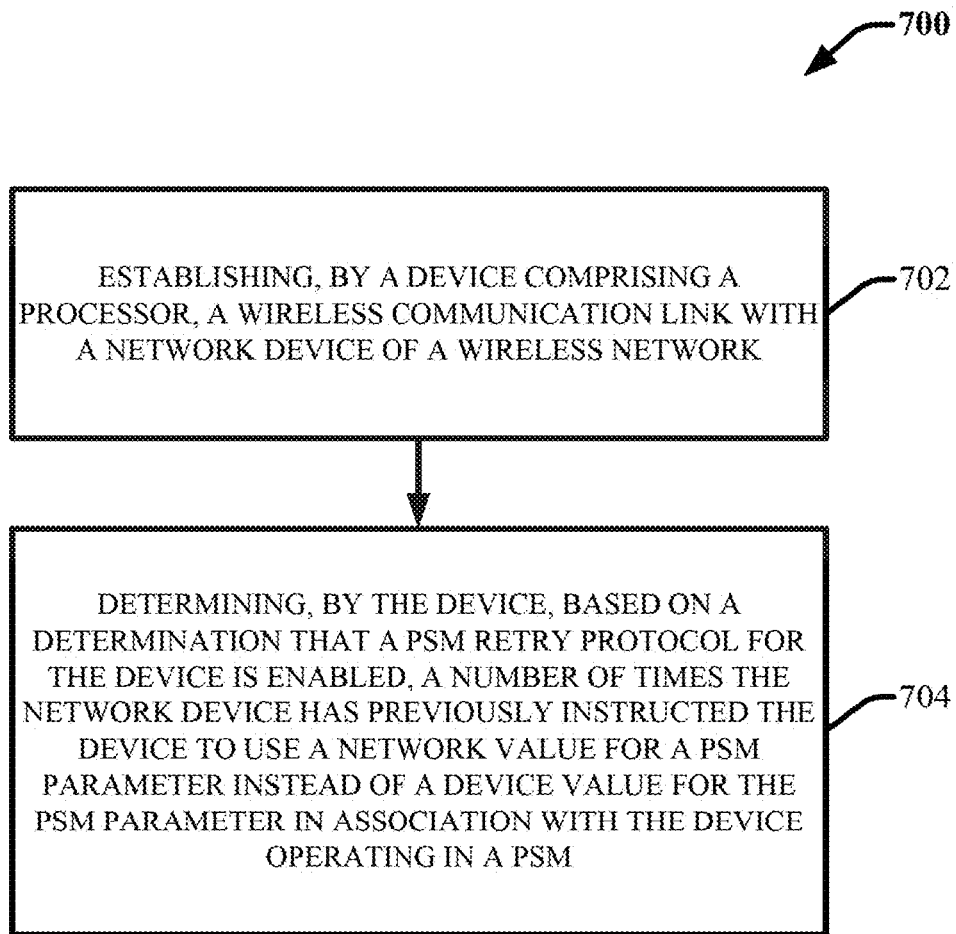 700
ESTABLISHING, BY A DEVICE COMPRISING A
PROCESSOR, A WIRELESS COMMUNICATION LINK WITH
A NETWORK DEVICE OF A WIRELESS NETWORK
702
DETERMINING, BY THE DEVICE, BASED ON A
DETERMINATION THAT A PSM RETRY PROTOCOL FOR
THE DEVICE IS ENABLED, A NUMBER OF TIMES THE
NETWORK DEVICE HAS PREVIOUSLY INSTRUCTED THE
DEVICE TO USE A NETWORK VALUE FOR A PSM
PARAMETER INSTEAD OF A DEVICE VALUE FOR THE
PSM PARAMETER IN ASSOCIATION WITH THE DEVICE
OPERATING IN A PSM
704